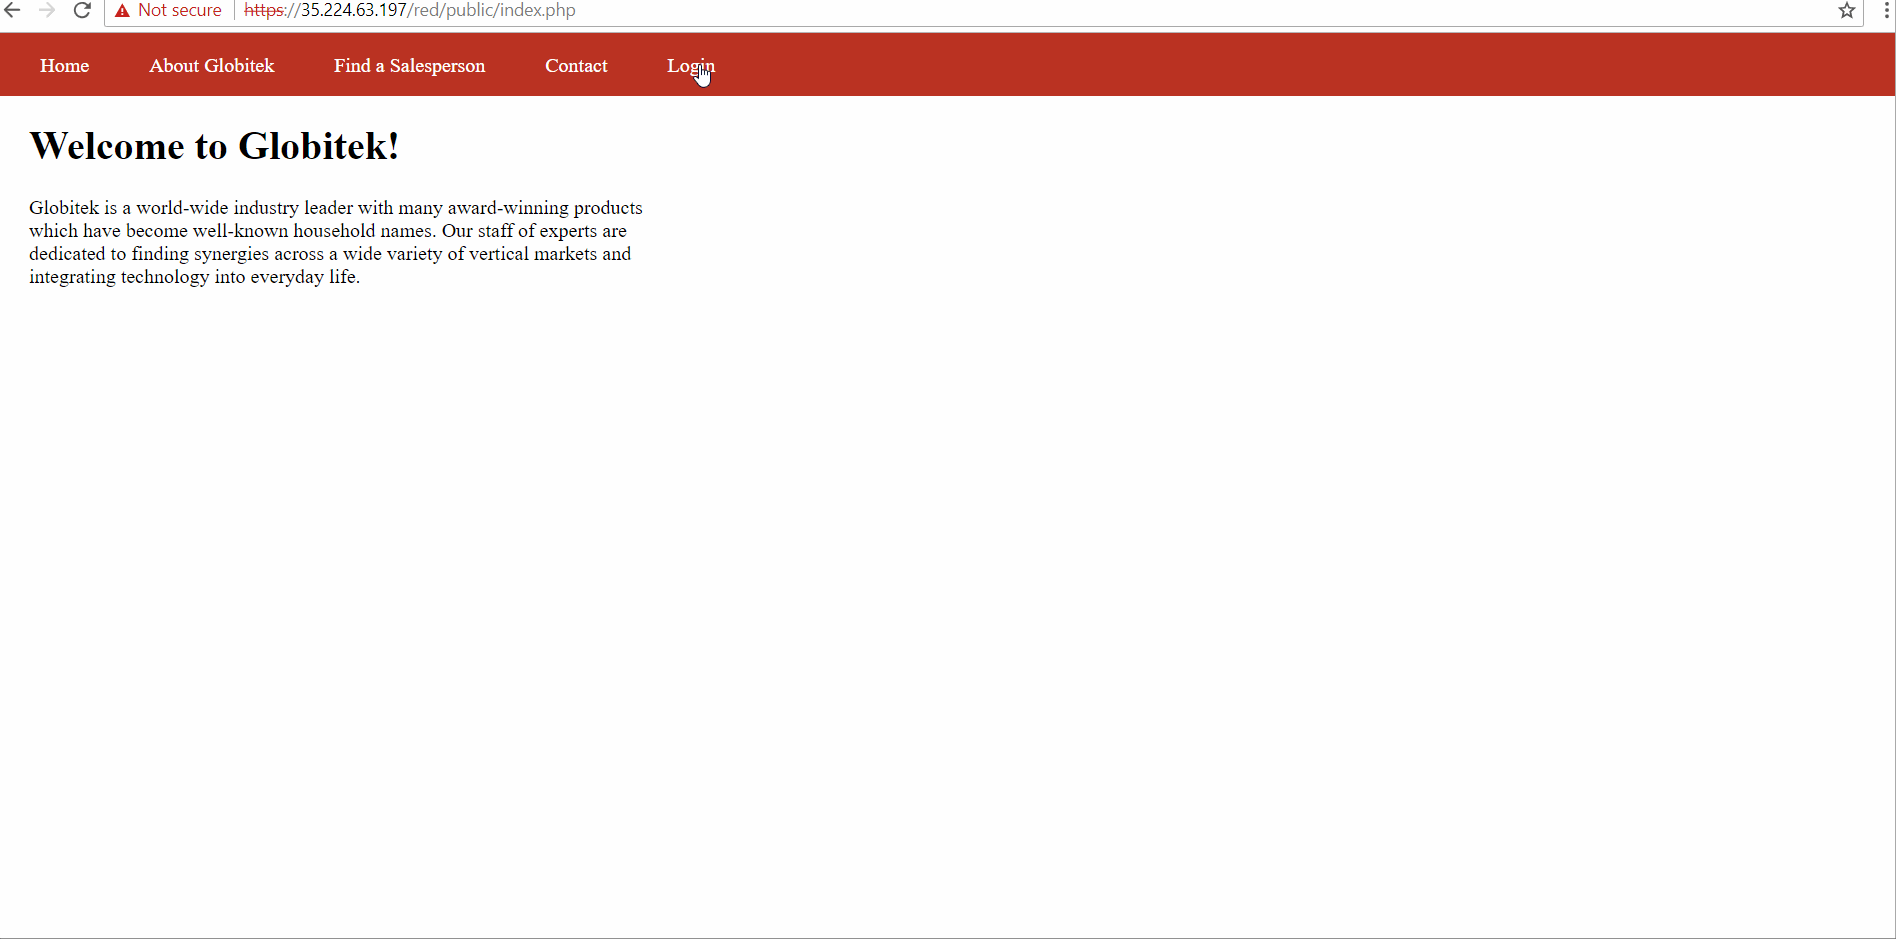 Not secure https://35.224.63.197/red/public/index.php
Home About Globitek Find a Salesperson Contact Login
Welcome to Globitek!
Globitek is a world-wide industry leader with many award-winning products
which have become well-known household names. Our staff of experts are
dedicated to finding synergies across a wide variety of vertical markets and
integrating technology into everyday life.